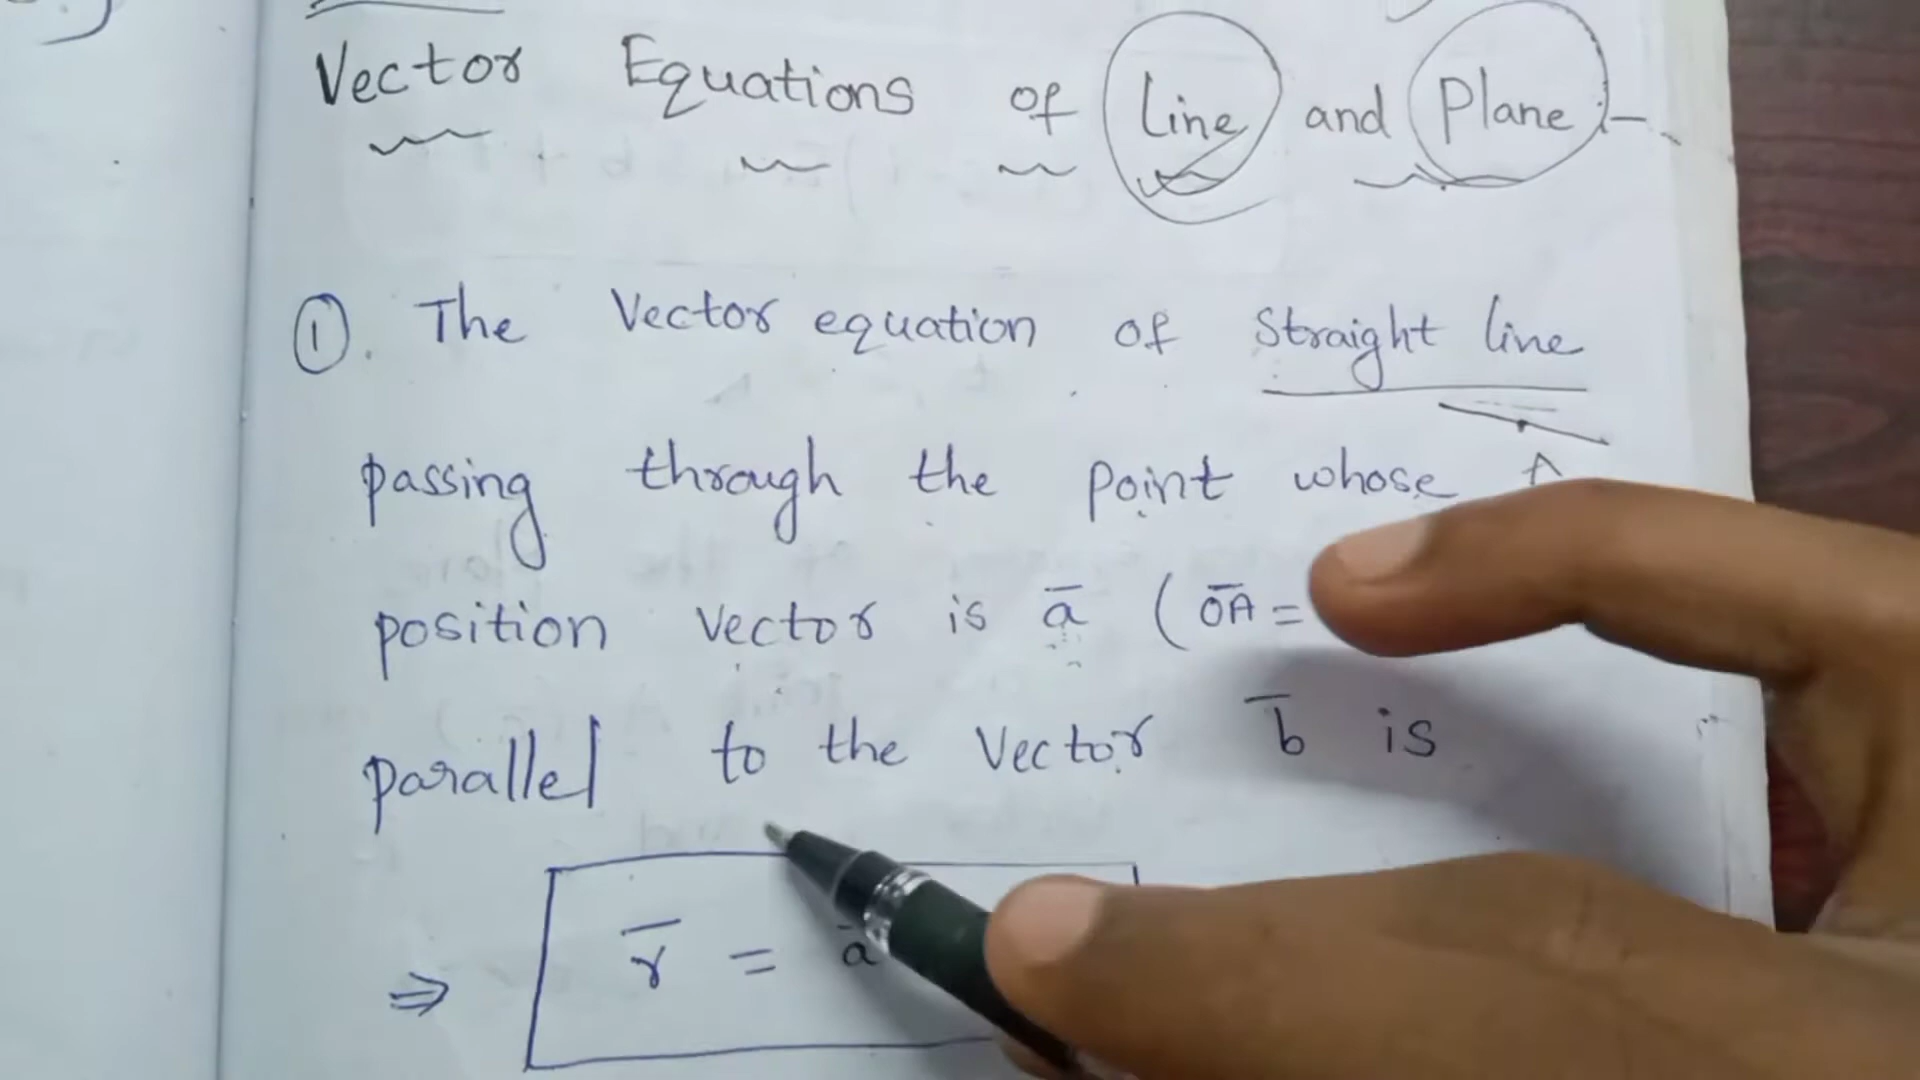 Vector Equations of Line and Plane :-
①. The Vector equation of Straight line
passing through the point whose
position vector is a̅ ( O̅A̅ =
parallel to the vector b̅ is
⇒ r̅ = a̅